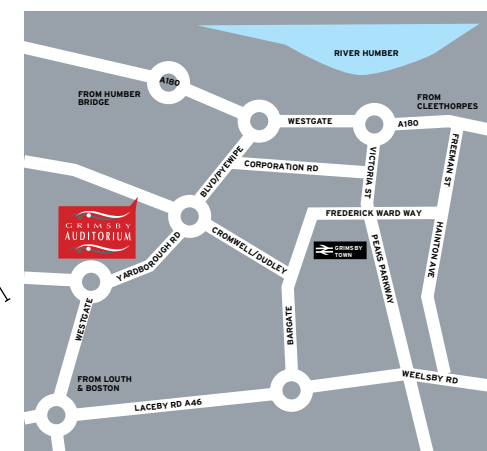 RIVER HUMBER
A180
FROM HUMBER
BRIDGE
FROM
CLEETHORPES
WESTGATE
A180
BLVD/PYEWIPE
CORPORATION RD
VICTORIA ST
FREEMAN ST
GRIMSBY
AUDITORIUM
FREDERICK WARD WAY
CROMWELL/DUDLEY
GRIMSBY
TOWN
YARDBOROUGH RD
PEAKS PARKWAY
HAINTON AVE
WESTGATE
BARGATE
FROM LOUTH
& BOSTON
WEELSBY RD
LACEBY RD A46